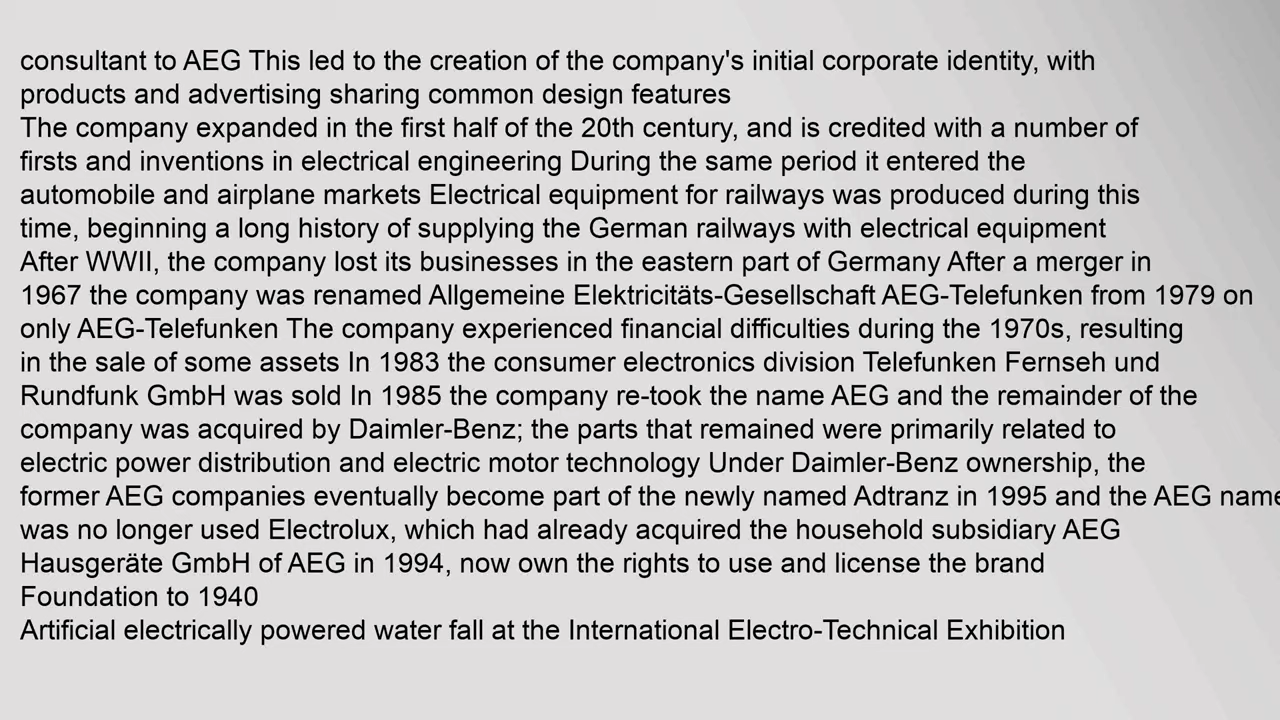 consultant to AEG This led to the creation of the company's initial corporate identity, with
products and advertising sharing common design features
The company expanded in the first half of the 20th century, and is credited with a number of
firsts and inventions in electrical engineering During the same period it entered the
automobile and airplane markets Electrical equipment for railways was produced during this
time, beginning a long history of supplying the German railways with electrical equipment
After WWII, the company lost its businesses in the eastern part of Germany After a merger in
1967 the company was renamed Allgemeine Elektricitäts-Gesellschaft AEG-Telefunken from 1979 on
only AEG-Telefunken The company experienced financial difficulties during the 1970s, resulting
in the sale of some assets In 1983 the consumer electronics division Telefunken Fernseh und
Rundfunk GmbH was sold In 1985 the company re-took the name AEG and the remainder of the
company was acquired by Daimler-Benz; the parts that remained were primarily related to
electric power distribution and electric motor technology Under Daimler-Benz ownership, the
former AEG companies eventually become part of the newly named Adtranz in 1995 and the AEG name
was no longer used Electrolux, which had already acquired the household subsidiary AEG
Hausgeräte GmbH of AEG in 1994, now own the rights to use and license the brand
Foundation to 1940
Artificial electrically powered water fall at the International Electro-Technical Exhibition